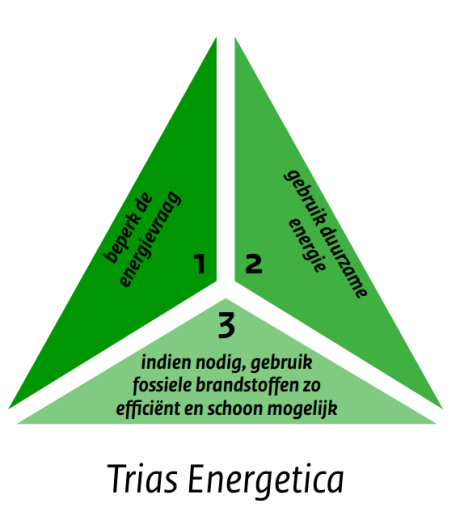 beperk de
energievraag
1
2
gebruik duurzame
energie
3
indien nodig, gebruik
fossiele brandstoffen zo
efficiënt en schoon mogelijk
Trias Energetica